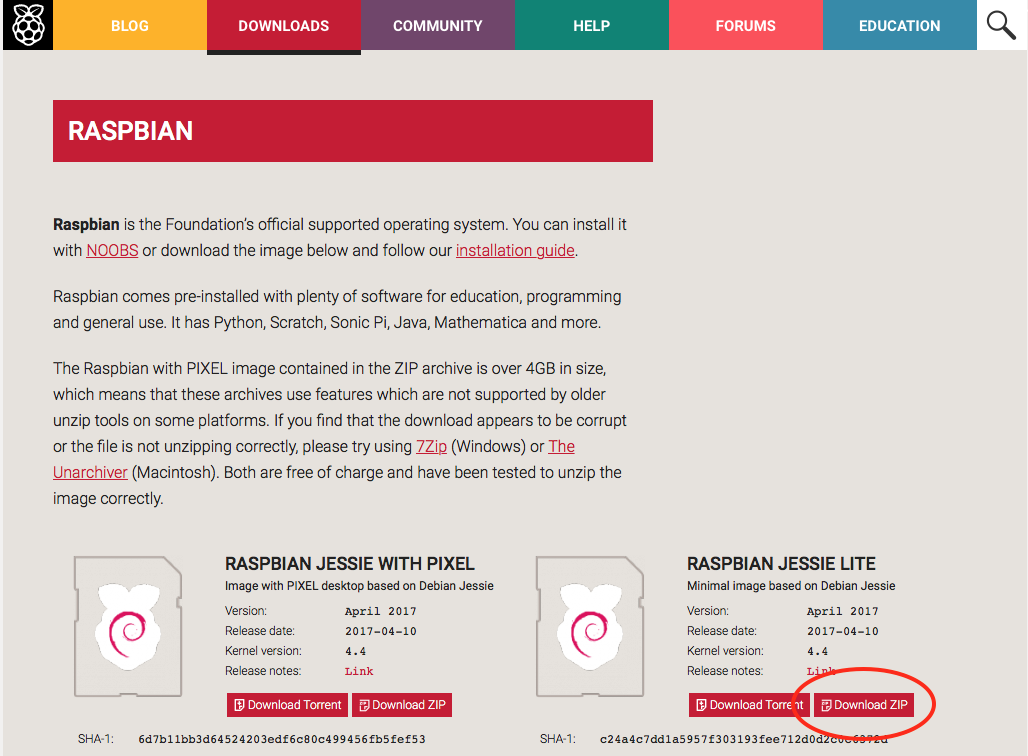 BLOG DOWNLOADS COMMUNITY HELP FORUMS EDUCATION
RASPBIAN
Raspbian is the Foundation's official supported operating system. You can install it
with NOOBS or download the image below and follow our installation guide.
Raspbian comes pre-installed with plenty of software for education, programming
and general use. It has Python, Scratch, Sonic Pi, Java, Mathematica and more.
The Raspbian with PIXEL image contained in the ZIP archive is over 4GB in size,
which means that these archives use features which are not supported by older
unzip tools on some platforms. If you find that the download appears to be corrupt
or the file is not unzipping correctly, please try using 7Zip (Windows) or The
Unarchiver (Macintosh). Both are free of charge and have been tested to unzip the
image correctly.
RASPBIAN JESSIE WITH PIXEL
Image with PIXEL desktop based on Debian Jessie
Version: April 2017
Release date: 2017-04-10
Kernel version: 4.4
Release notes: Link
Download Torrent Download ZIP
SHA-1: 6d7b11bb3d64524203edf6c80c499456fb5fef53
RASPBIAN JESSIE LITE
Minimal image based on Debian Jessie
Version: April 2017
Release date: 2017-04-10
Kernel version: 4.4
Release notes: Link
Download Torrent Download ZIP
SHA-1: c24a4c7dd1a5957f303193fee712d0d2c0c6372d